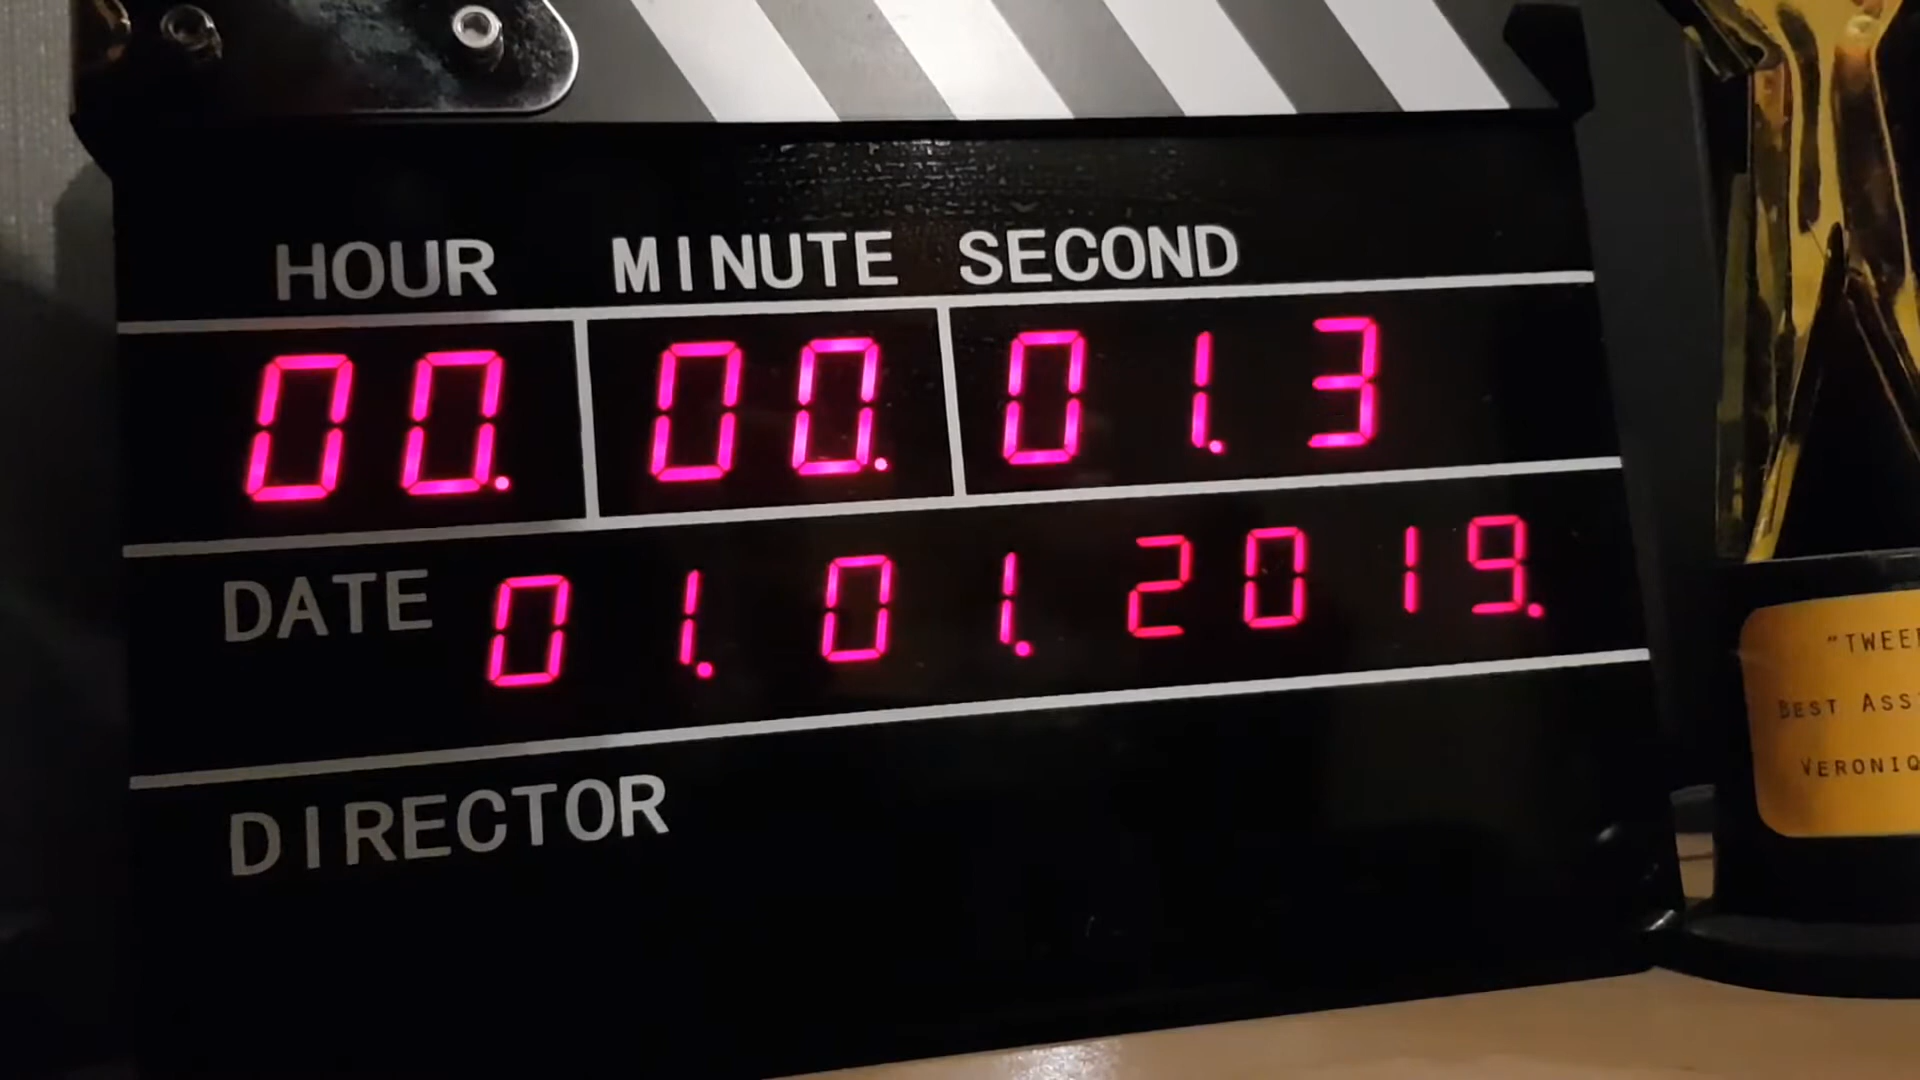 HOUR MINUTE SECOND
00. 00. 01.3
DATE 01.01.2019.
DIRECTOR
"TWEE
BEST ASS
VERONIQ